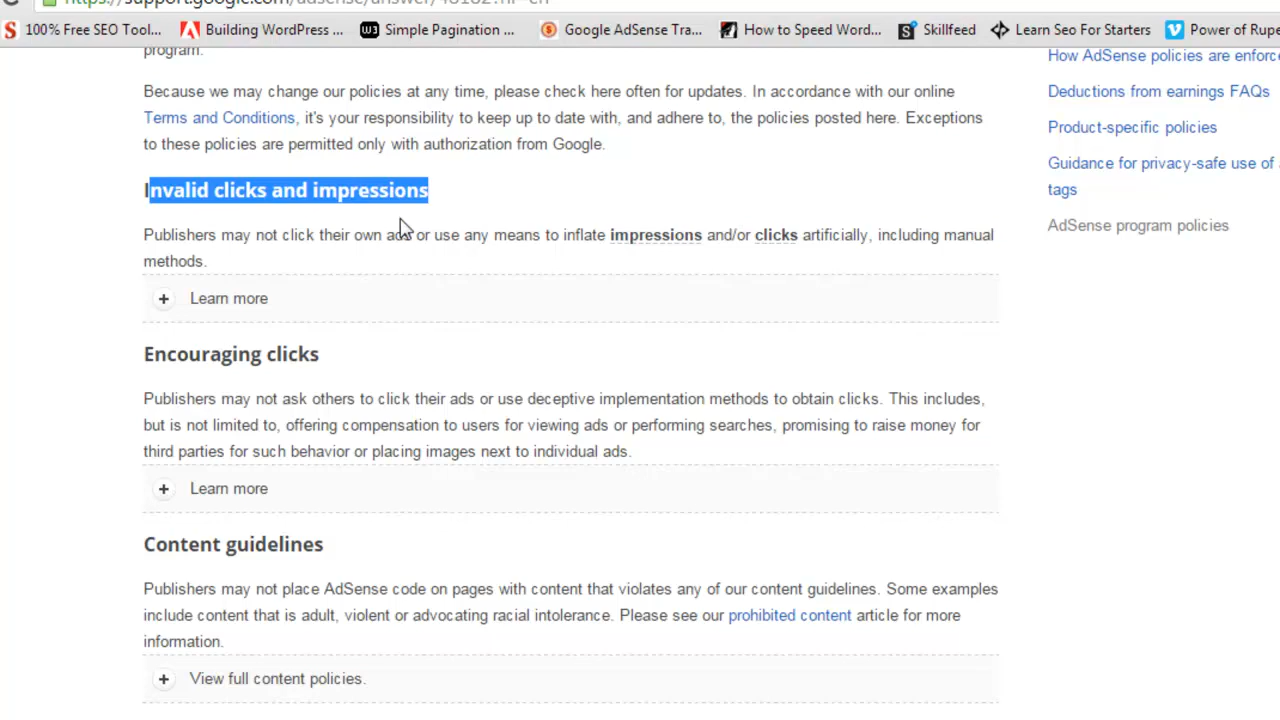 https://support.google.com/adsense/answer/48182?hl=en
100% Free SEO Tool... Building WordPress ... Simple Pagination ... Google AdSense Tra... How to Speed Word... Skillfeed Learn Seo For Starters Power of Rupe
program.
Because we may change our policies at any time, please check here often for updates. In accordance with our online
Terms and Conditions, it's your responsibility to keep up to date with, and adhere to, the policies posted here. Exceptions
to these policies are permitted only with authorization from Google.
Invalid clicks and impressions
Publishers may not click their own ads or use any means to inflate impressions and/or clicks artificially, including manual
methods.
+ Learn more
Encouraging clicks
Publishers may not ask others to click their ads or use deceptive implementation methods to obtain clicks. This includes,
but is not limited to, offering compensation to users for viewing ads or performing searches, promising to raise money for
third parties for such behavior or placing images next to individual ads.
+ Learn more
Content guidelines
Publishers may not place AdSense code on pages with content that violates any of our content guidelines. Some examples
include content that is adult, violent or advocating racial intolerance. Please see our prohibited content article for more
information.
+ View full content policies.
How AdSense policies are enforc
Deductions from earnings FAQs
Product-specific policies
Guidance for privacy-safe use of
tags
AdSense program policies